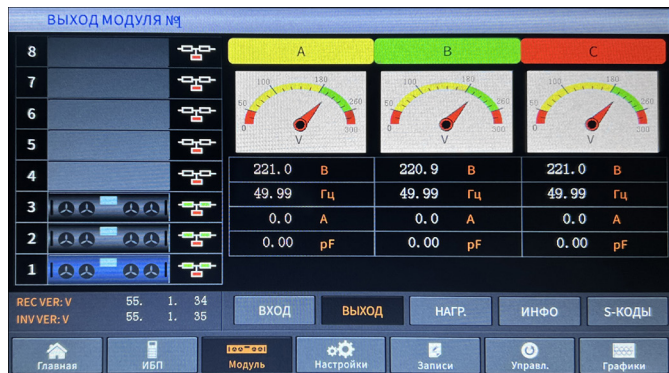 ВЫХОД МОДУЛЯ №1
8
7
6
5
4
3
2
1
A B C
0 60 100 180 260 300 V
0 60 100 180 260 300 V
0 60 100 180 260 300 V
221.0 В 220.9 В 221.0 В
49.99 Гц 49.99 Гц 49.99 Гц
0.0 А 0.0 А 0.0 А
0.00 pF 0.00 pF 0.00 pF
REC VER: V 55. 1. 34
INV VER: V 55. 1. 35
ВХОД ВЫХОД НАГР. ИНФО S-КОДЫ
Главная ИБП Модуль Настройки Записи Управл. Графики